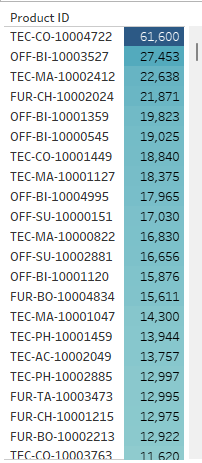 Product ID
TEC-CO-10004722 61,600
OFF-BI-10003527 27,453
TEC-MA-10002412 22,638
FUR-CH-10002024 21,871
OFF-BI-10001359 19,823
OFF-BI-10000545 19,025
TEC-CO-10001449 18,840
TEC-MA-10001127 18,375
OFF-BI-10004995 17,965
OFF-SU-10000151 17,030
TEC-MA-10000822 16,830
OFF-SU-10002881 16,656
OFF-BI-10001120 15,876
FUR-BO-10004834 15,611
TEC-MA-10001047 14,300
TEC-PH-10001459 13,944
TEC-AC-10002049 13,757
TEC-PH-10002885 12,997
FUR-TA-10003473 12,995
FUR-CH-10001215 12,975
FUR-BO-10002213 12,922
TEC-CO-10003763 11,620